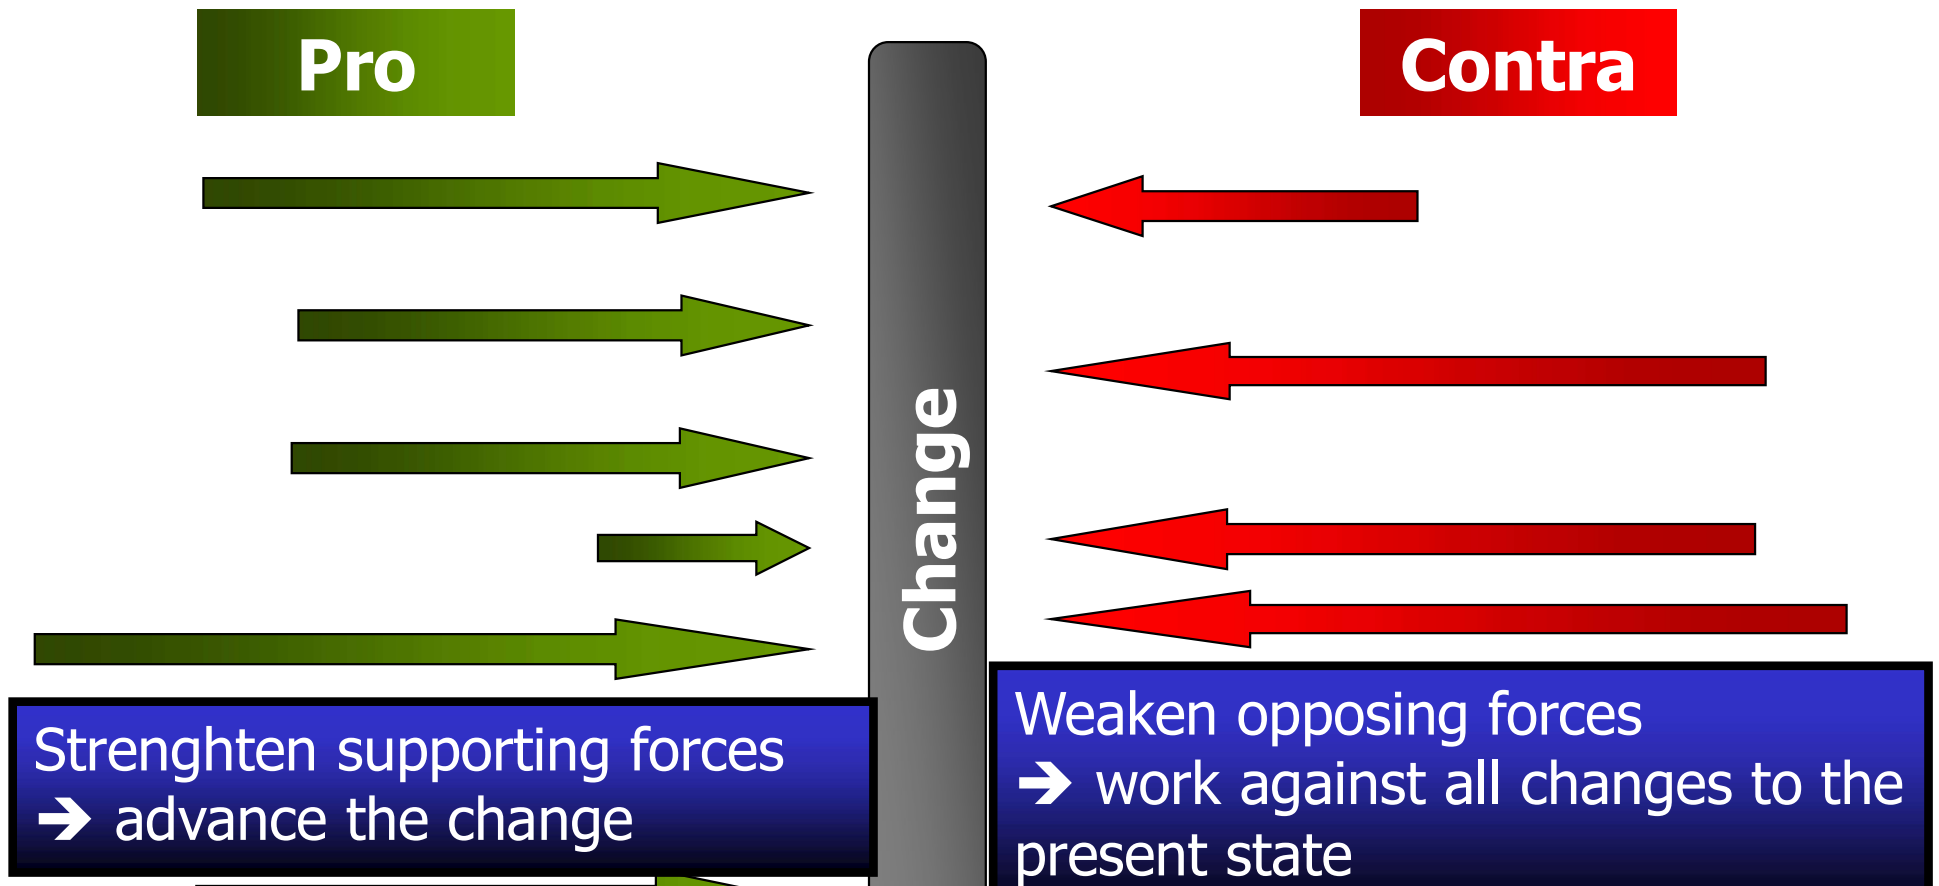 Pro
Contra
Change
Strenghten supporting forces
➔ advance the change
Weaken opposing forces
➔ work against all changes to the
present state